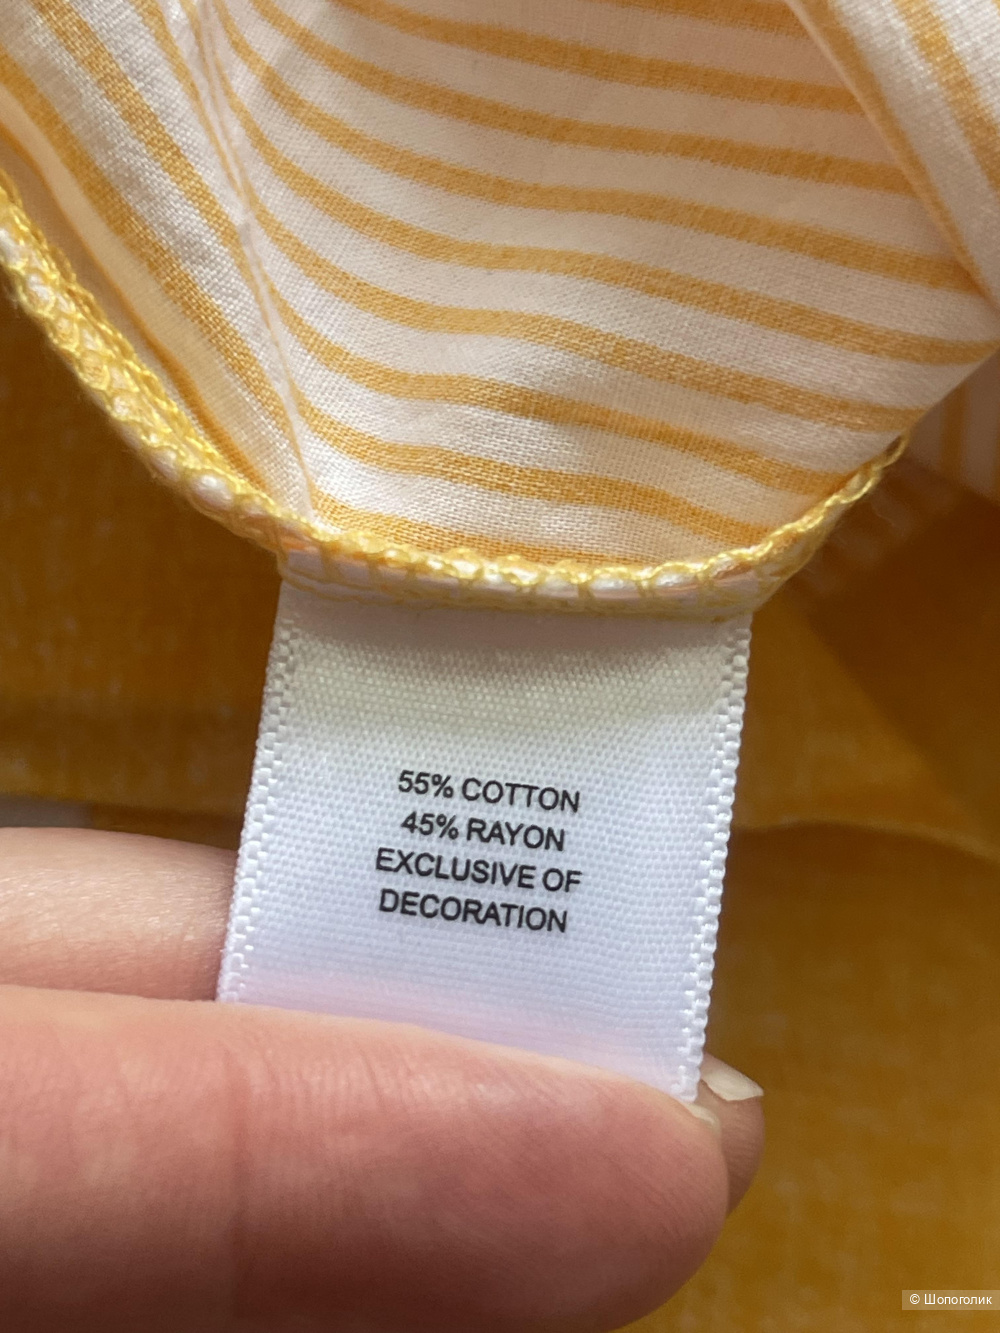 55% COTTON
45% RAYON
EXCLUSIVE OF
DECORATION
© Шопоголик